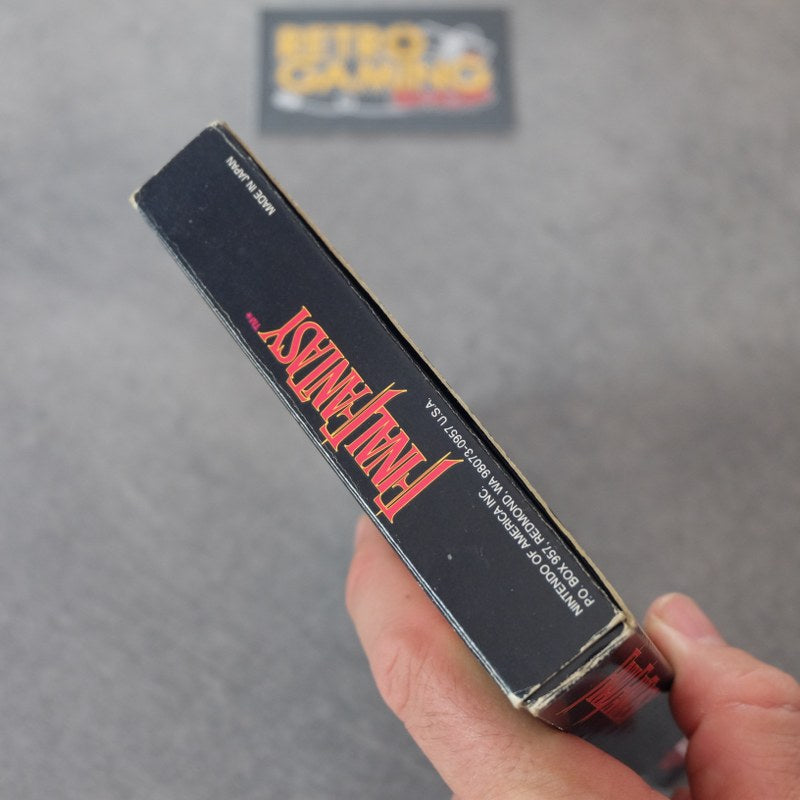 RETRO
GAMING
MADE IN JAPAN
FINAL FANTASY
TM*
NINTENDO OF AMERICA INC.
P.O. BOX 957, REDMOND, WA 98073-0957 U.S.A.